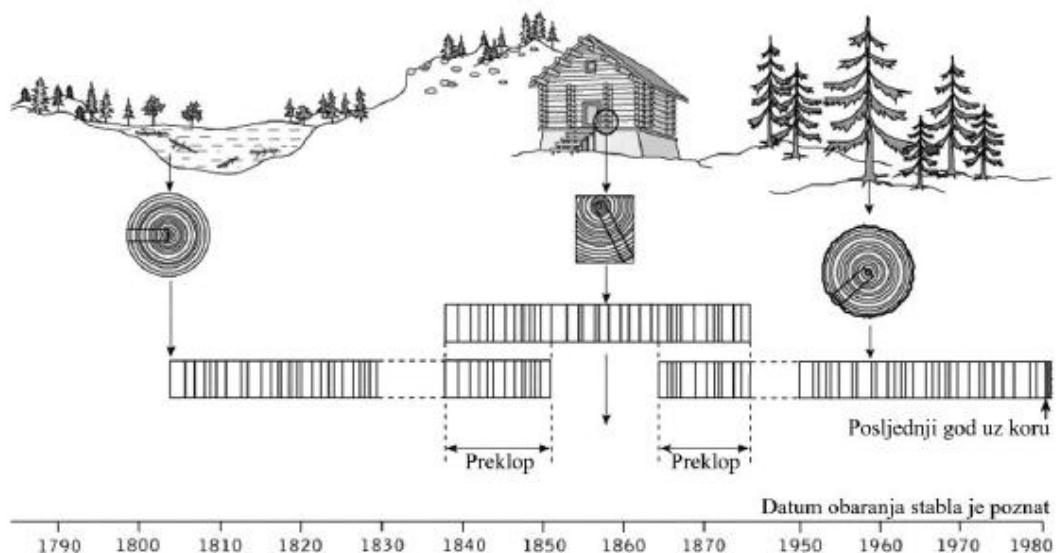 Posljednji god uz koru
Preklop
Preklop
Datum obaranja stabla je poznat
1790 1800 1810 1820 1830 1840 1850 1860 1870 1950 1960 1970 1980